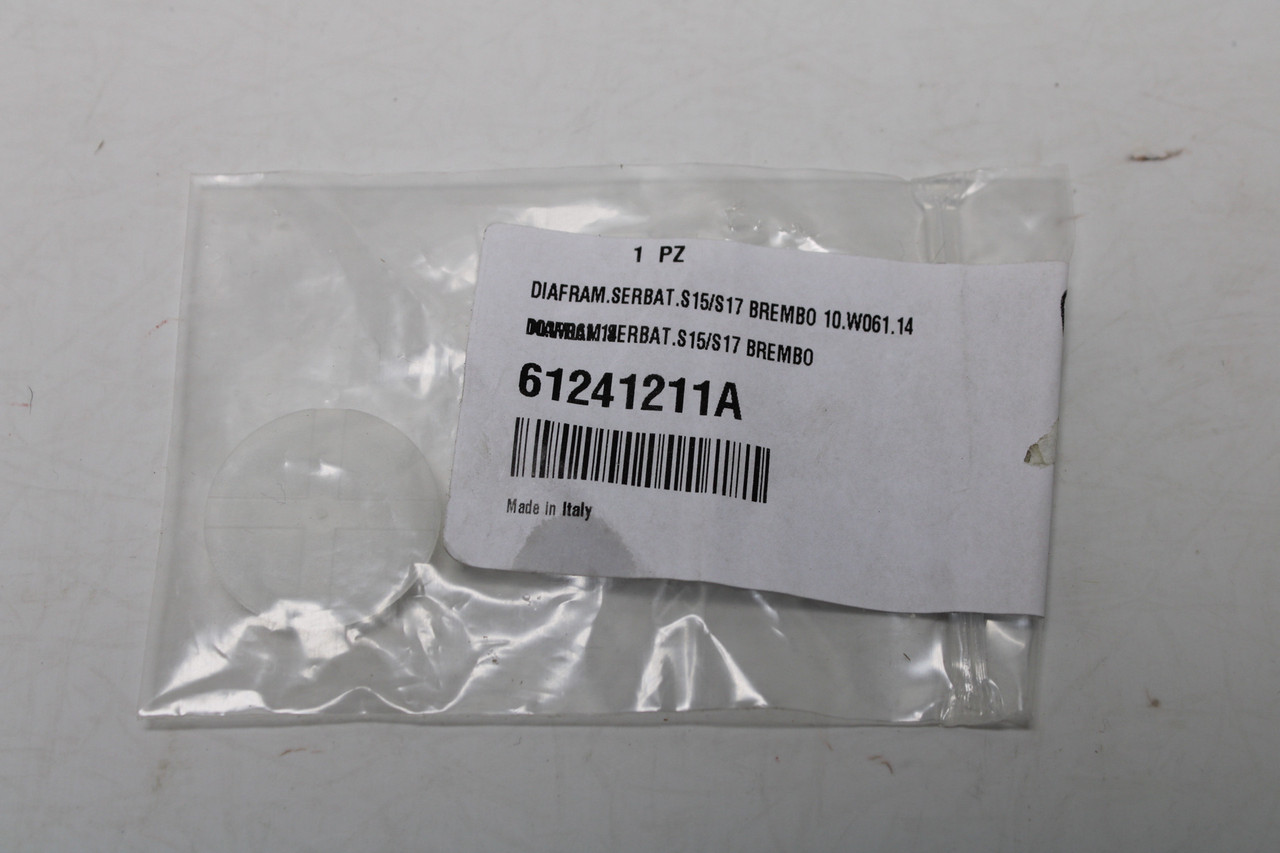 1 PZ
DIAFRAM.SERBAT.S15/S17 BREMBO 10.W061.14
SERBAT.S15/S17 BREMBO
61241211A
Made in Italy